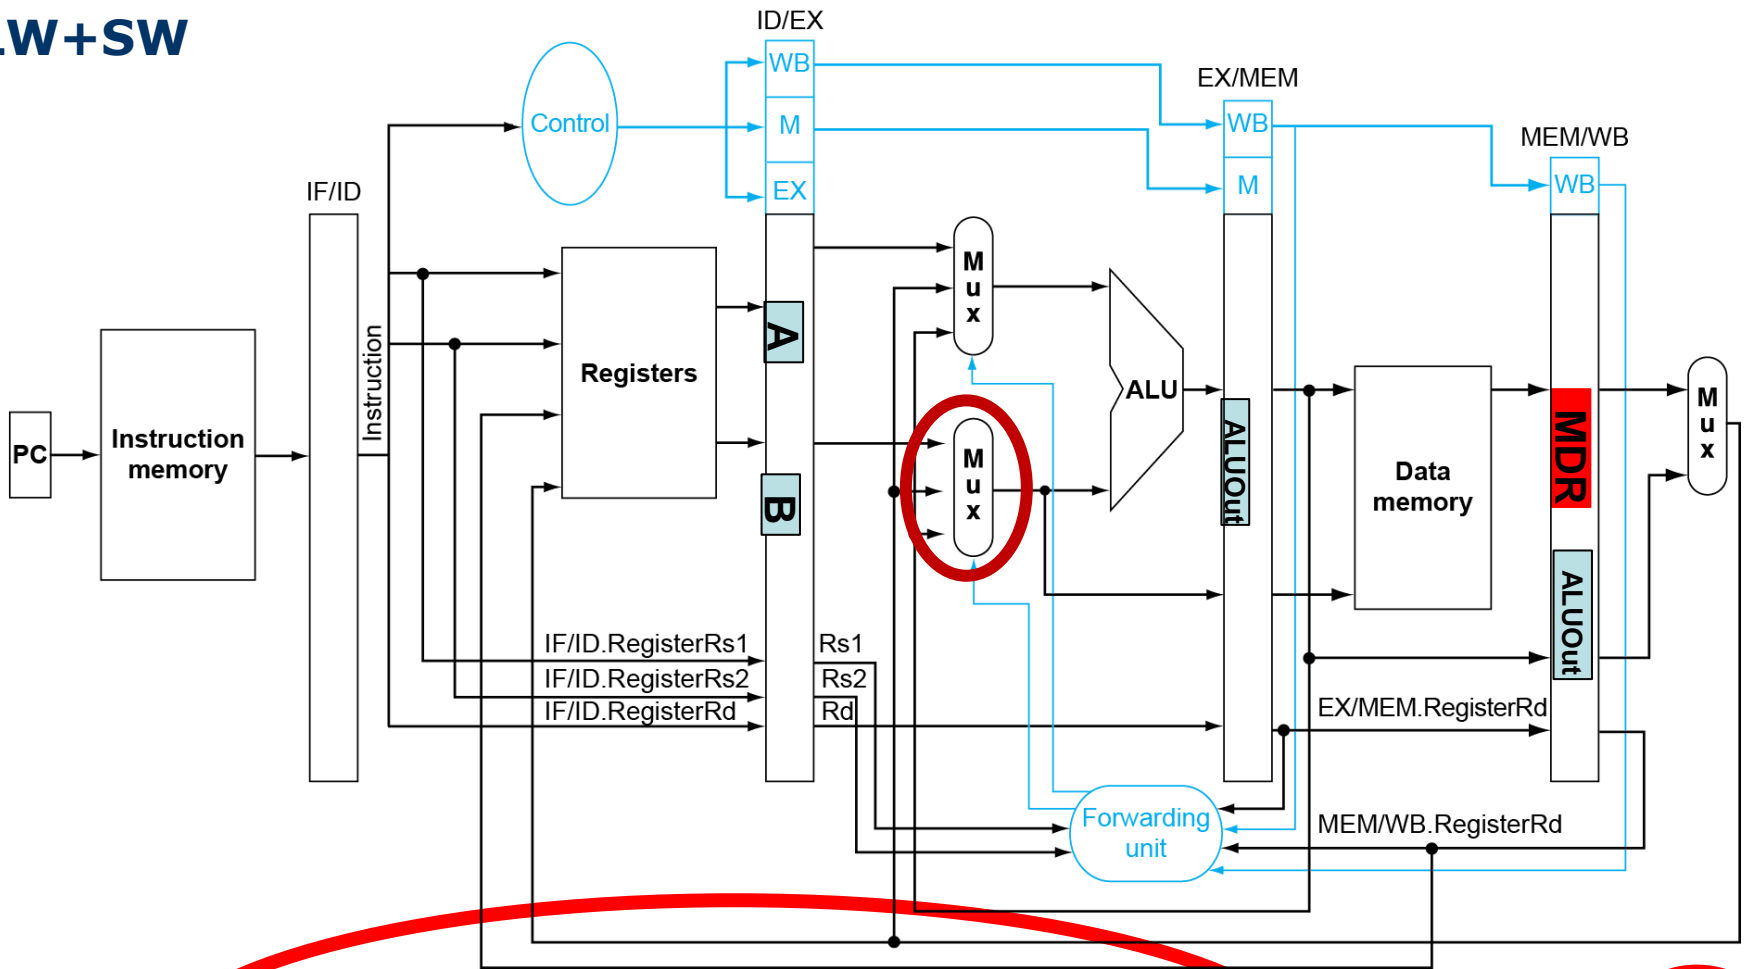 LW+SW
ID/EX
WB
M
EX
Control
EX/MEM
WB
M
MEM/WB
WB
IF/ID
Instruction
PC
Instruction
memory
Registers
A
B
M
u
x
M
u
x
ALU
ALUOut
Data
memory
MDR
ALUOut
M
u
x
IF/ID.RegisterRs1
IF/ID.RegisterRs2
IF/ID.RegisterRd
Rs1
Rs2
Rd
EX/MEM.RegisterRd
Forwarding
unit
MEM/WB.RegisterRd